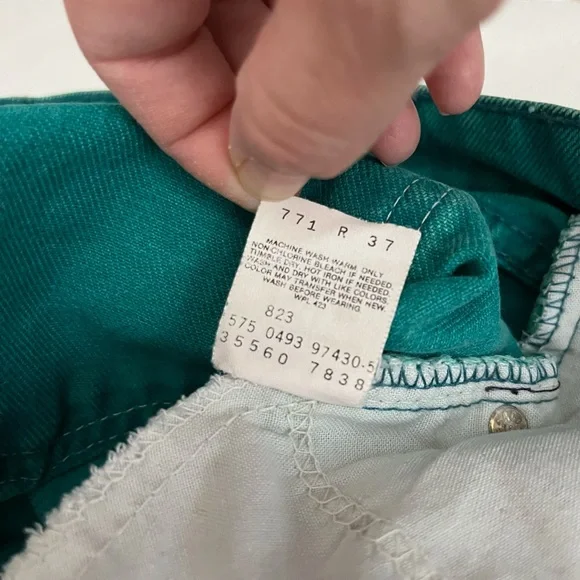 771 R 37
MACHINE WASH WARM ONLY
NON-CHLORINE BLEACH IF NEEDED.
TUMBLE DRY. HOT IRON IF NEEDED.
WASH AND DRY WITH LIKE COLORS.
COLOR MAY TRANSFER WHEN NEW.
WASH BEFORE WEARING.
WPL 423
823
575 0493 97430-5
35560 7838